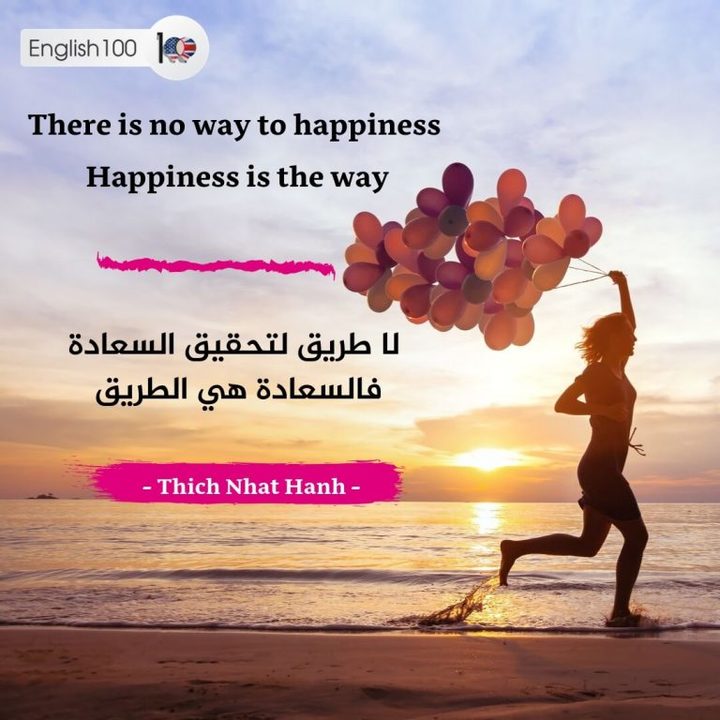 English100
There is no way to happiness
Happiness is the way
لا طريق لتحقيق السعادة
فالسعادة هي الطريق
- Thich Nhat Hanh -